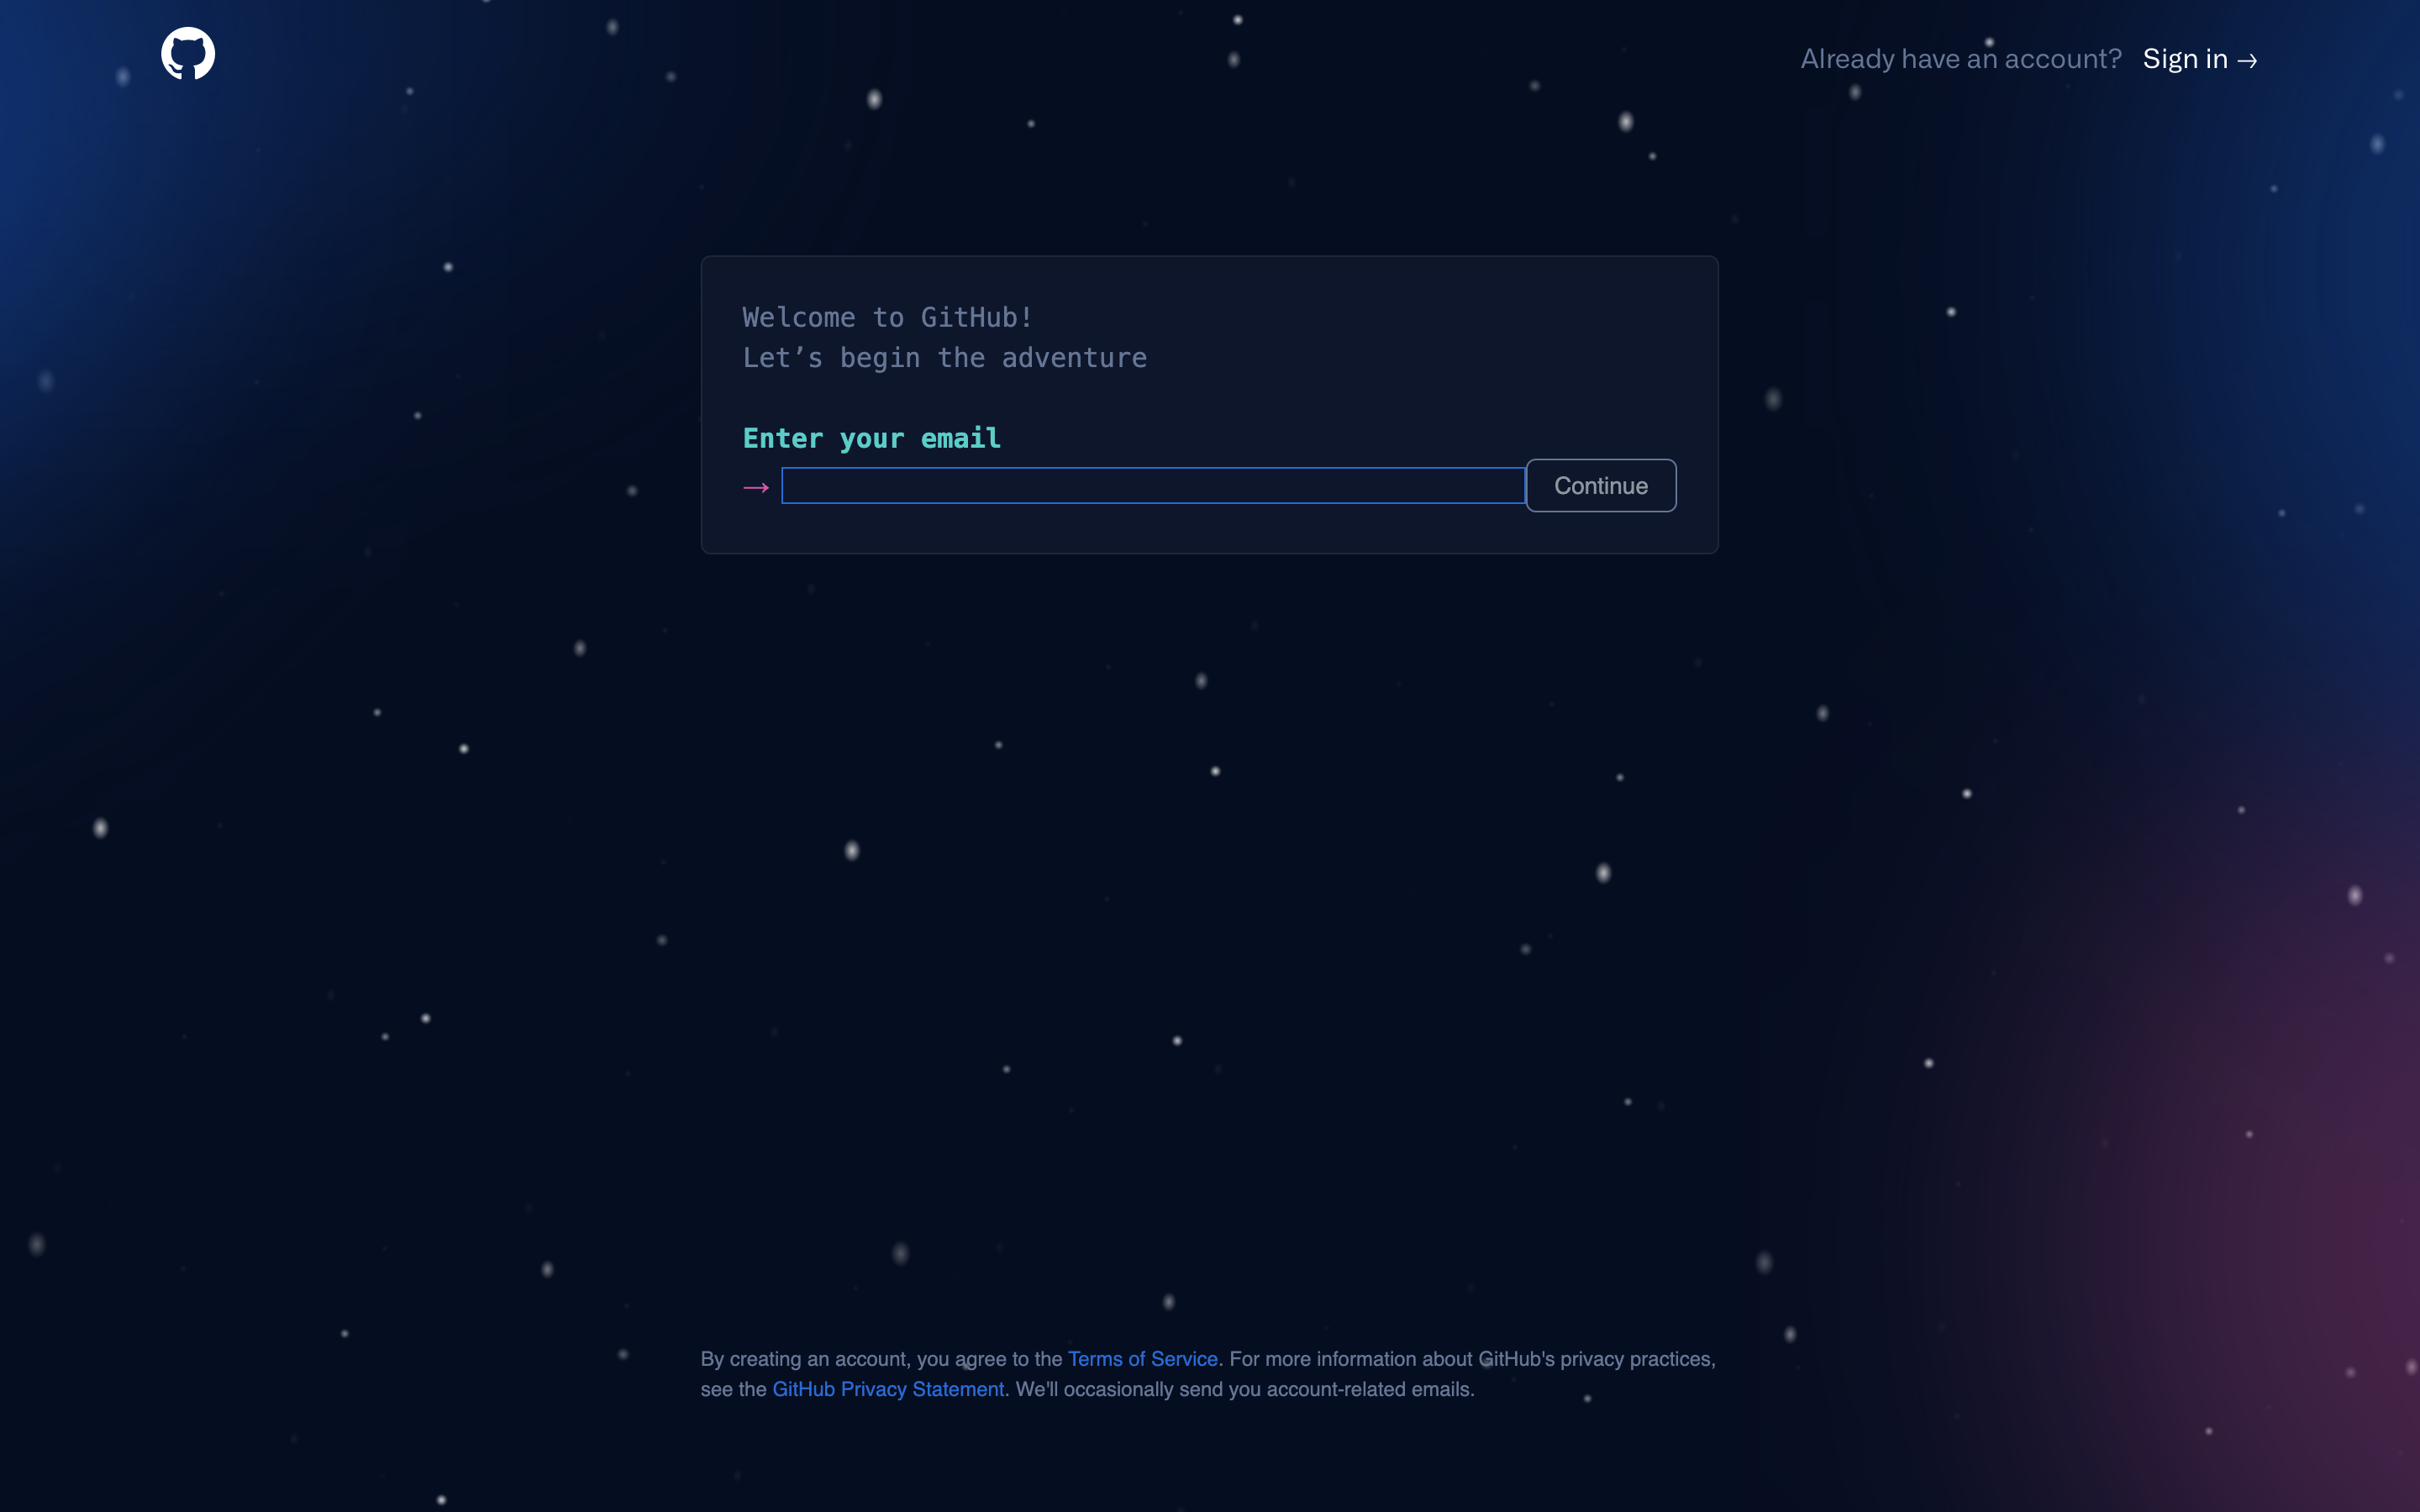 Already have an account? Sign in →
Welcome to GitHub!
Let’s begin the adventure
Enter your email
→ Continue
By creating an account, you agree to the Terms of Service. For more information about GitHub's privacy practices,
see the GitHub Privacy Statement. We'll occasionally send you account-related emails.